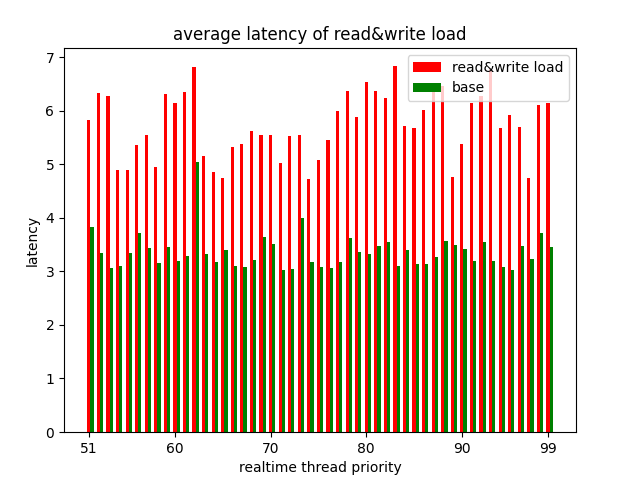 average latency of read&write load
read&write load
base
7
6
5
4
3
2
1
0
latency
51
60
70
80
90
99
realtime thread priority